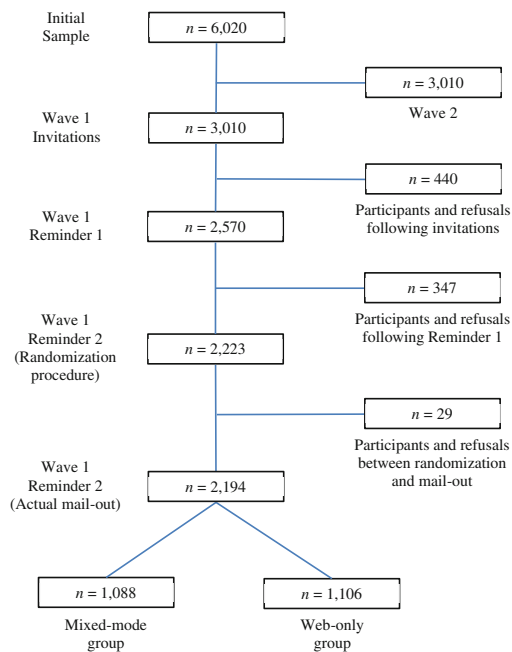 Initial
Sample
n = 6,020
n = 3,010
Wave 2
Wave 1
Invitations
n = 3,010
n = 440
Participants and refusals
following invitations
Wave 1
Reminder 1
n = 2,570
n = 347
Participants and refusals
following Reminder 1
Wave 1
Reminder 2
(Randomization
procedure)
n = 2,223
n = 29
Participants and refusals
between randomization
and mail-out
Wave 1
Reminder 2
(Actual mail-out)
n = 2,194
n = 1,088
Mixed-mode
group
n = 1,106
Web-only
group